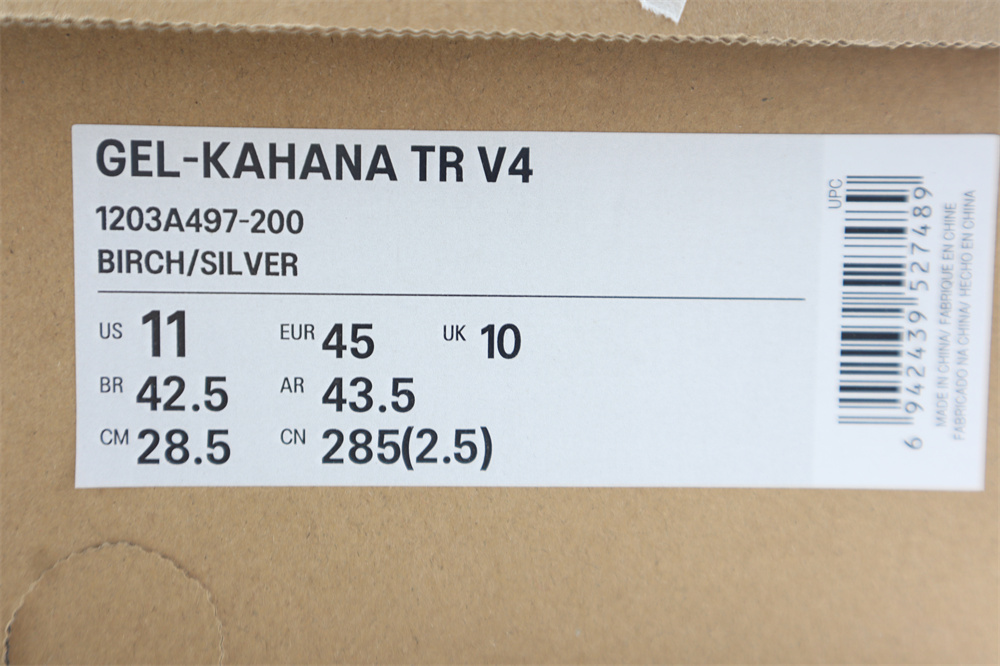 GEL-KAHANA TR V4
1203A497-200
BIRCH/SILVER
US 11 EUR 45 UK 10
BR 42.5 AR 43.5
CM 28.5 CN 285(2.5)
UPC
6 942439 527489
MADE IN CHINA/ FABRIQUE EN CHINE
FABRICADO NA CHINA/ HECHO EN CHINA